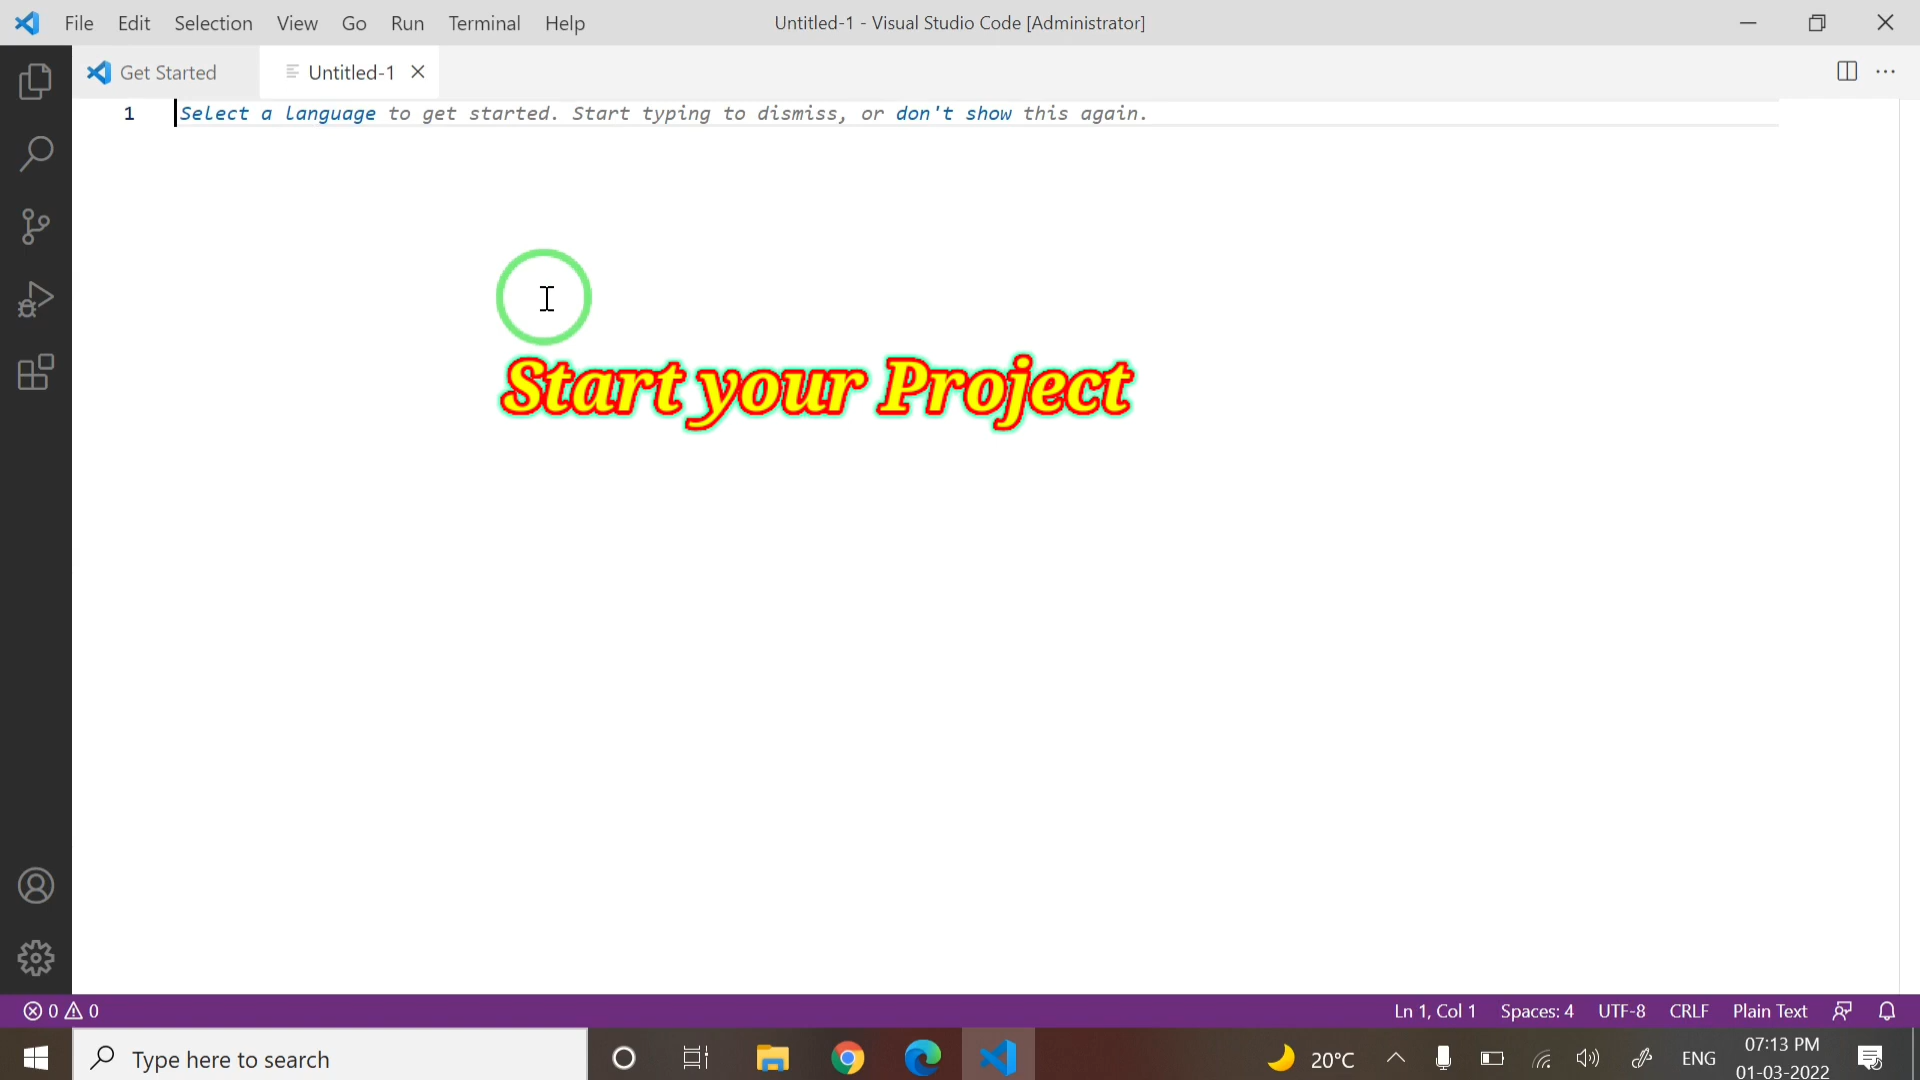 File Edit Selection View Go Run Terminal Help Untitled-1 - Visual Studio Code [Administrator]
Get Started Untitled-1
1 Select a language to get started. Start typing to dismiss, or don't show this again.
Start your Project
0 0 Ln 1, Col 1 Spaces: 4 UTF-8 CRLF Plain Text
Type here to search 20°C ENG 07:13 PM
01-03-2022